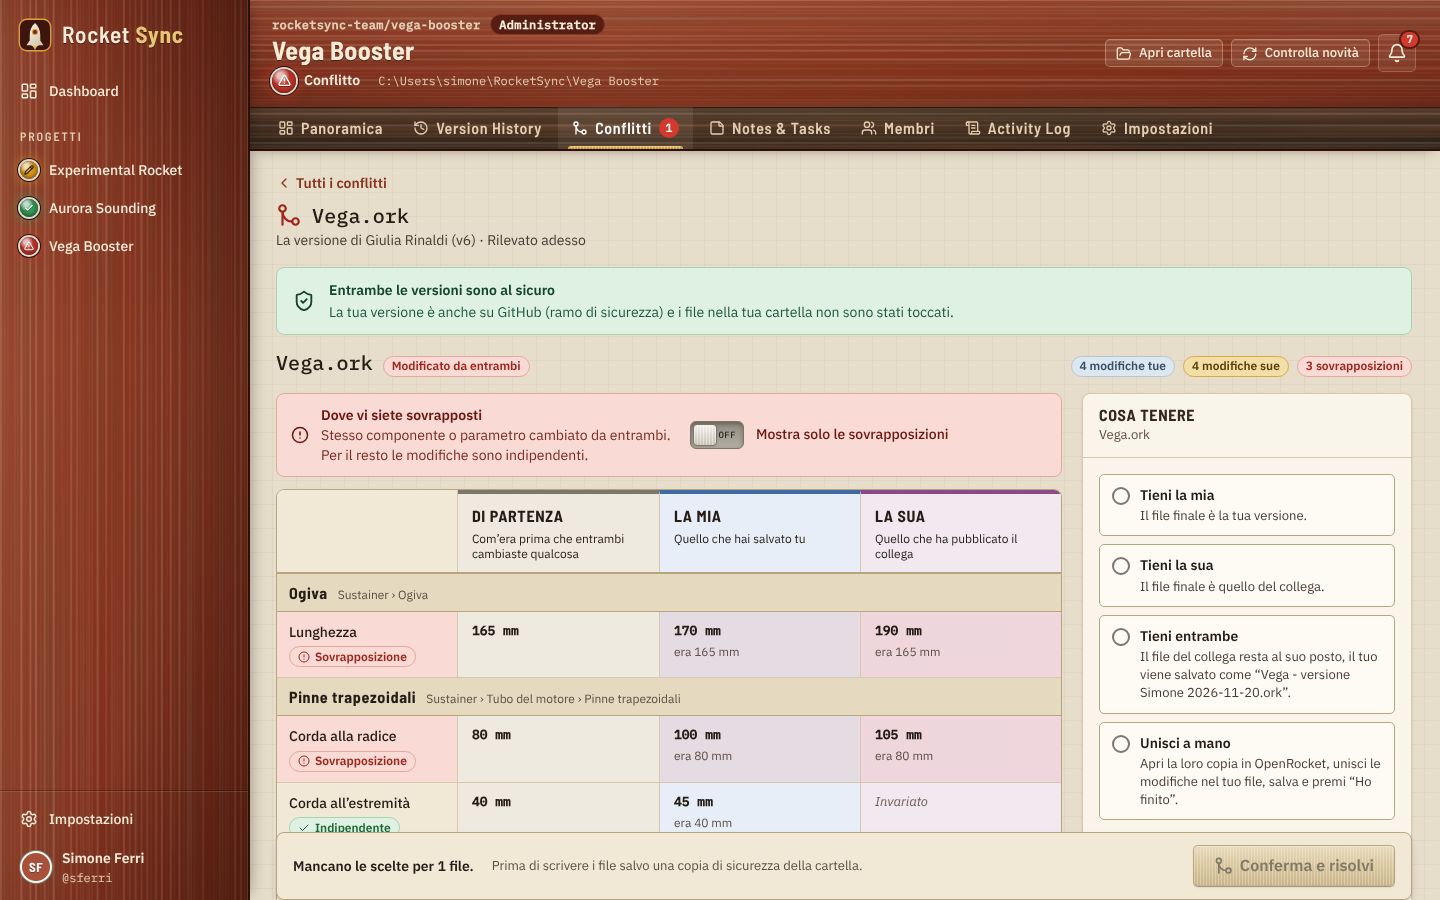 Rocket Sync
Dashboard
PROGETTI
Experimental Rocket
Aurora Sounding
Vega Booster
Impostazioni
SF
Simone Ferri
@sferri
rocketsync-team/vega-booster Administrator
Vega Booster
Conflitto C:\Users\simone\RocketSync\Vega Booster
Apri cartella
Controlla novità
7
Panoramica
Version History
Conflitti 1
Notes & Tasks
Membri
Activity Log
Impostazioni
Tutti i conflitti
Vega.ork
La versione di Giulia Rinaldi (v6) · Rilevato adesso
Entrambe le versioni sono al sicuro
La tua versione è anche su GitHub (ramo di sicurezza) e i file nella tua cartella non sono stati toccati.
Vega.ork Modificato da entrambi
4 modifiche tue
4 modifiche sue
3 sovrapposizioni
Dove vi siete sovrapposti
Stesso componente o parametro cambiato da entrambi.
Per il resto le modifiche sono indipendenti.
OFF
Mostra solo le sovrapposizioni
DI PARTENZA
Com'era prima che entrambi
cambiaste qualcosa
LA MIA
Quello che hai salvato tu
LA SUA
Quello che ha pubblicato il
collega
Ogiva Sustainer › Ogiva
Lunghezza
Sovrapposizione
165 mm
170 mm
era 165 mm
190 mm
era 165 mm
Pinne trapezoidali Sustainer › Tubo del motore › Pinne trapezoidali
Corda alla radice
Sovrapposizione
80 mm
100 mm
era 80 mm
105 mm
era 80 mm
Corda all'estremità
Indipendente
40 mm
45 mm
era 40 mm
Invariato
COSA TENERE
Vega.ork
Tieni la mia
Il file finale è la tua versione.
Tieni la sua
Il file finale è quello del collega.
Tieni entrambe
Il file del collega resta al suo posto, il tuo
viene salvato come “Vega - versione
Simone 2026-11-20.ork”.
Unisci a mano
Apri la loro copia in OpenRocket, unisci le
modifiche nel tuo file, salva e premi “Ho
finito”.
Mancano le scelte per 1 file.
Prima di scrivere i file salvo una copia di sicurezza della cartella.
Conferma e risolvi